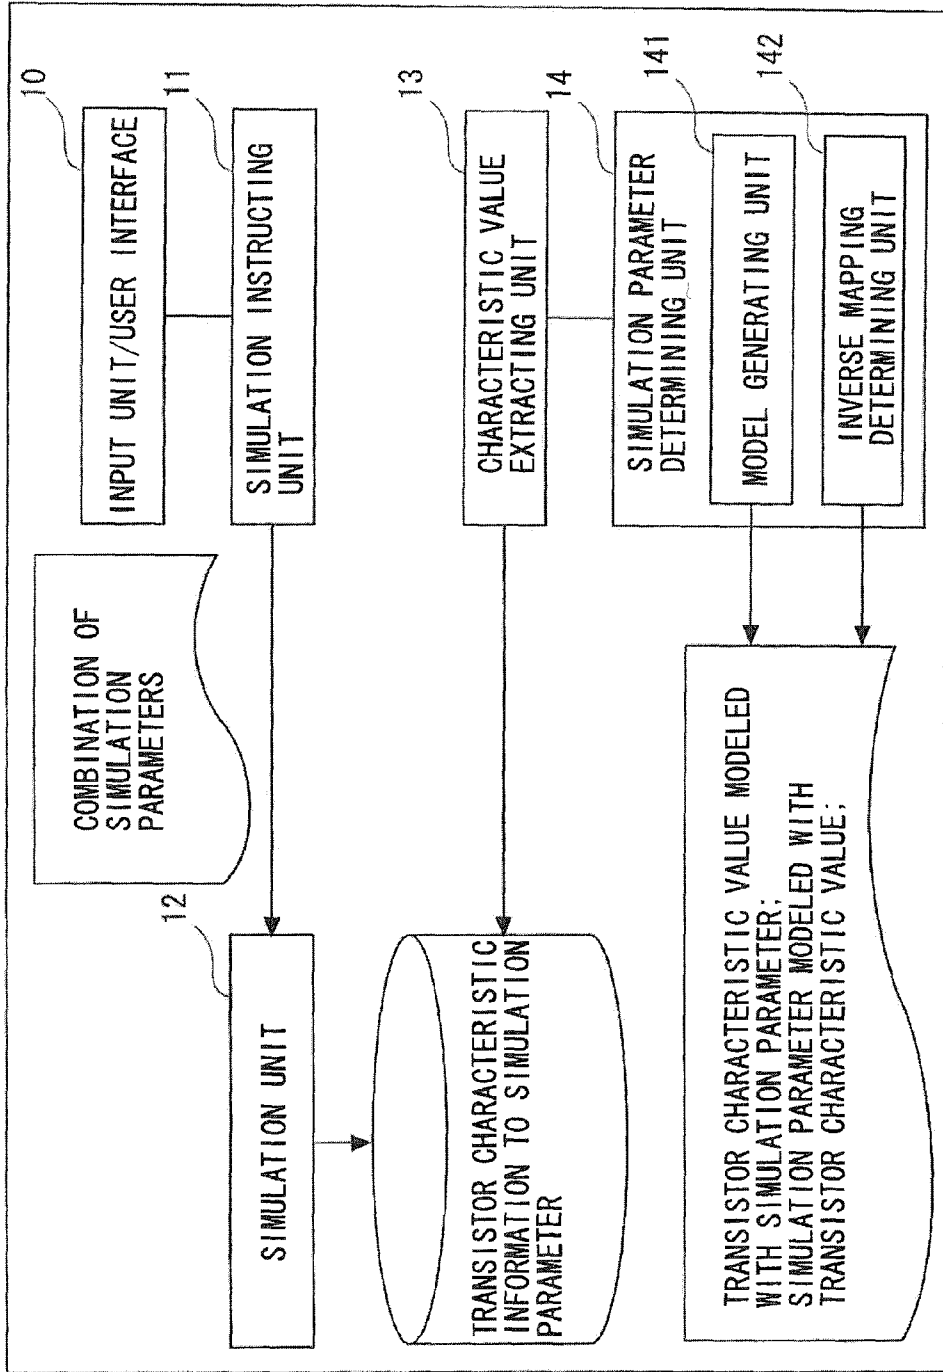 10
INPUT UNIT/USER INTERFACE
11
SIMULATION INSTRUCTING
UNIT
COMBINATION OF
SIMULATION
PARAMETERS
12
SIMULATION UNIT
13
CHARACTERISTIC VALUE
EXTRACTING UNIT
TRANSISTOR CHARACTERISTIC
INFORMATION TO SIMULATION
PARAMETER
14
SIMULATION PARAMETER
DETERMINING UNIT
141
MODEL GENERATING UNIT
142
INVERSE MAPPING
DETERMINING UNIT
TRANSISTOR CHARACTERISTIC VALUE MODELED
WITH SIMULATION PARAMETER;
SIMULATION PARAMETER MODELED WITH
TRANSISTOR CHARACTERISTIC VALUE;